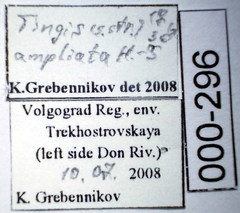 Tingis (s.str.)
ampliata H.-S
K.Grebennikov det 2008
Volgograd Reg., env.
Trekhostrovskaya
(left side Don Riv.)
10.07. 2008
K. Grebennikov
000-296